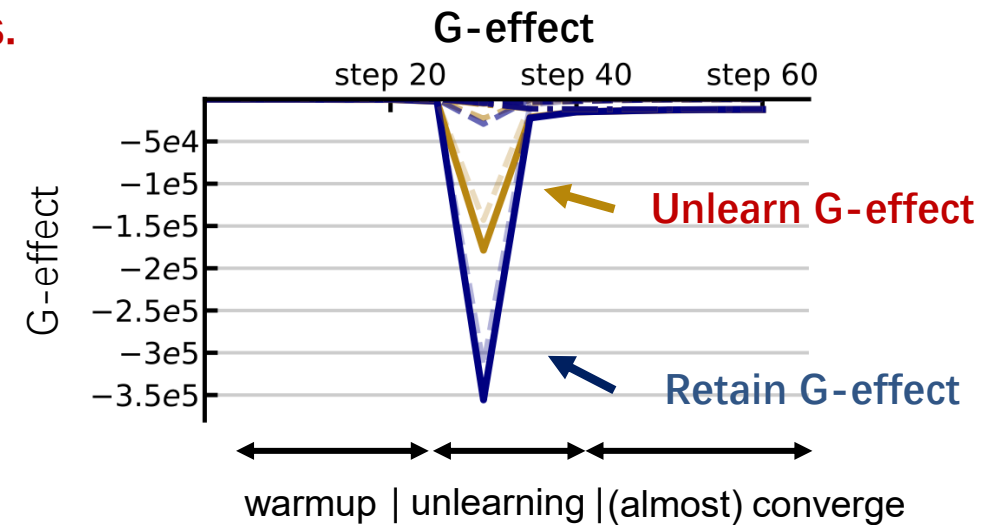 s.
G-effect
step 20 step 40 step 60
−5e4
−1e5
−1.5e5
−2e5
−2.5e5
−3e5
−3.5e5
G-effect
Unlearn G-effect
Retain G-effect
warmup | unlearning |(almost) converge